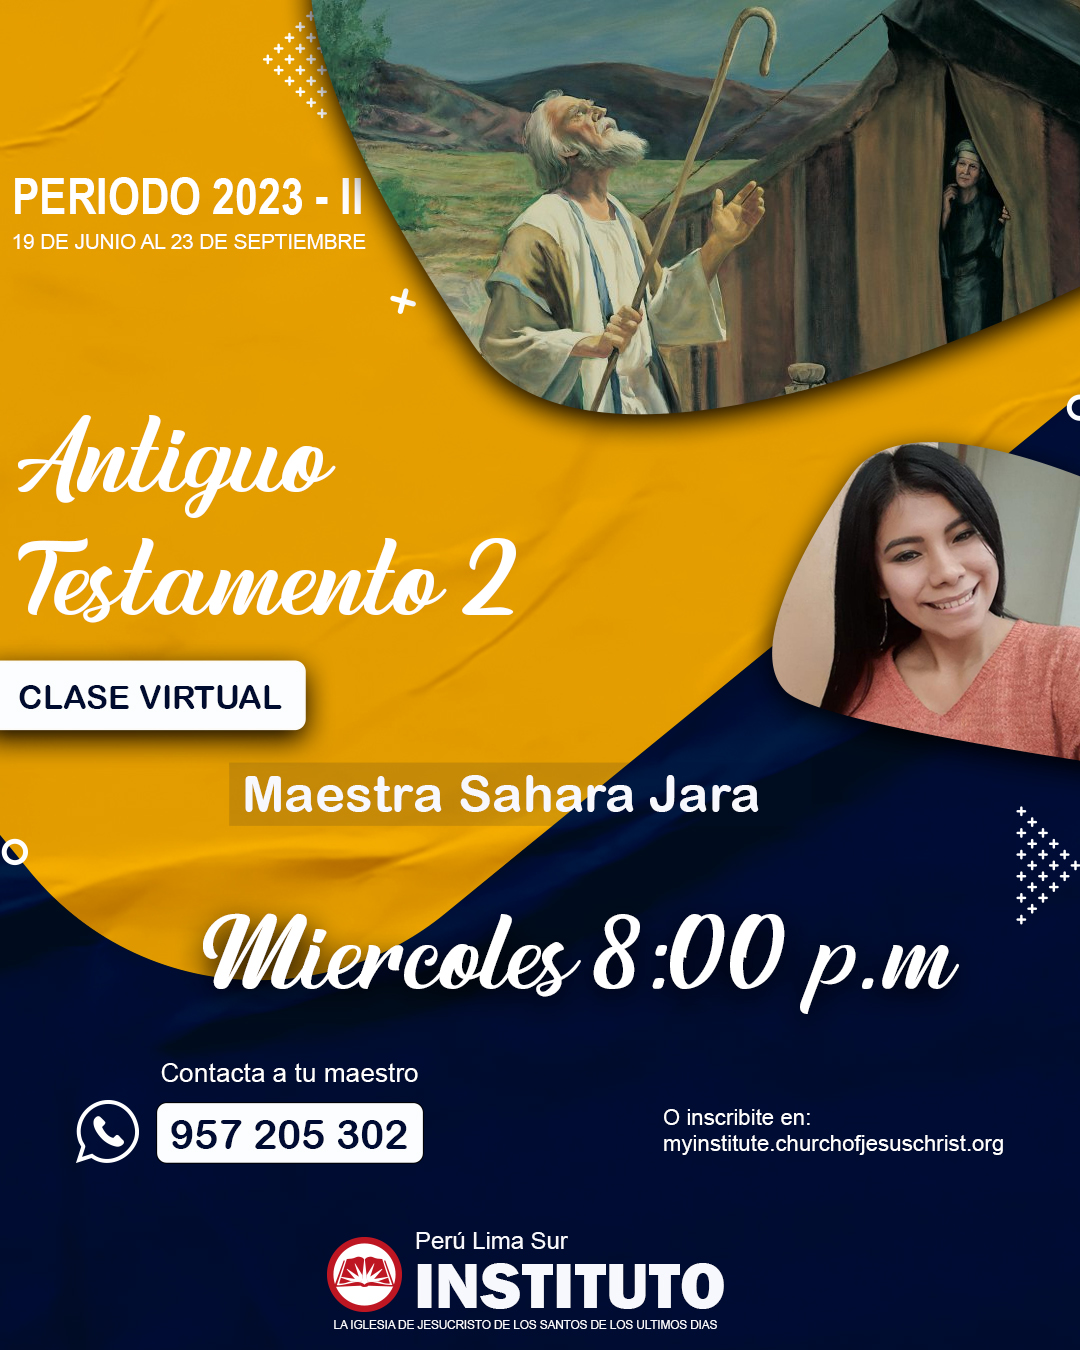 PERIODO 2023 - II
19 DE JUNIO AL 23 DE SEPTIEMBRE
Antiguo
Testamento 2
CLASE VIRTUAL
Maestra Sahara Jara
Miercoles 8:00 p.m
Contacta a tu maestro
957 205 302
O inscribite en:
myinstitute.churchofjesuschrist.org
Perú Lima Sur
INSTITUTO
LA IGLESIA DE JESUCRISTO DE LOS SANTOS DE LOS ULTIMOS DIAS